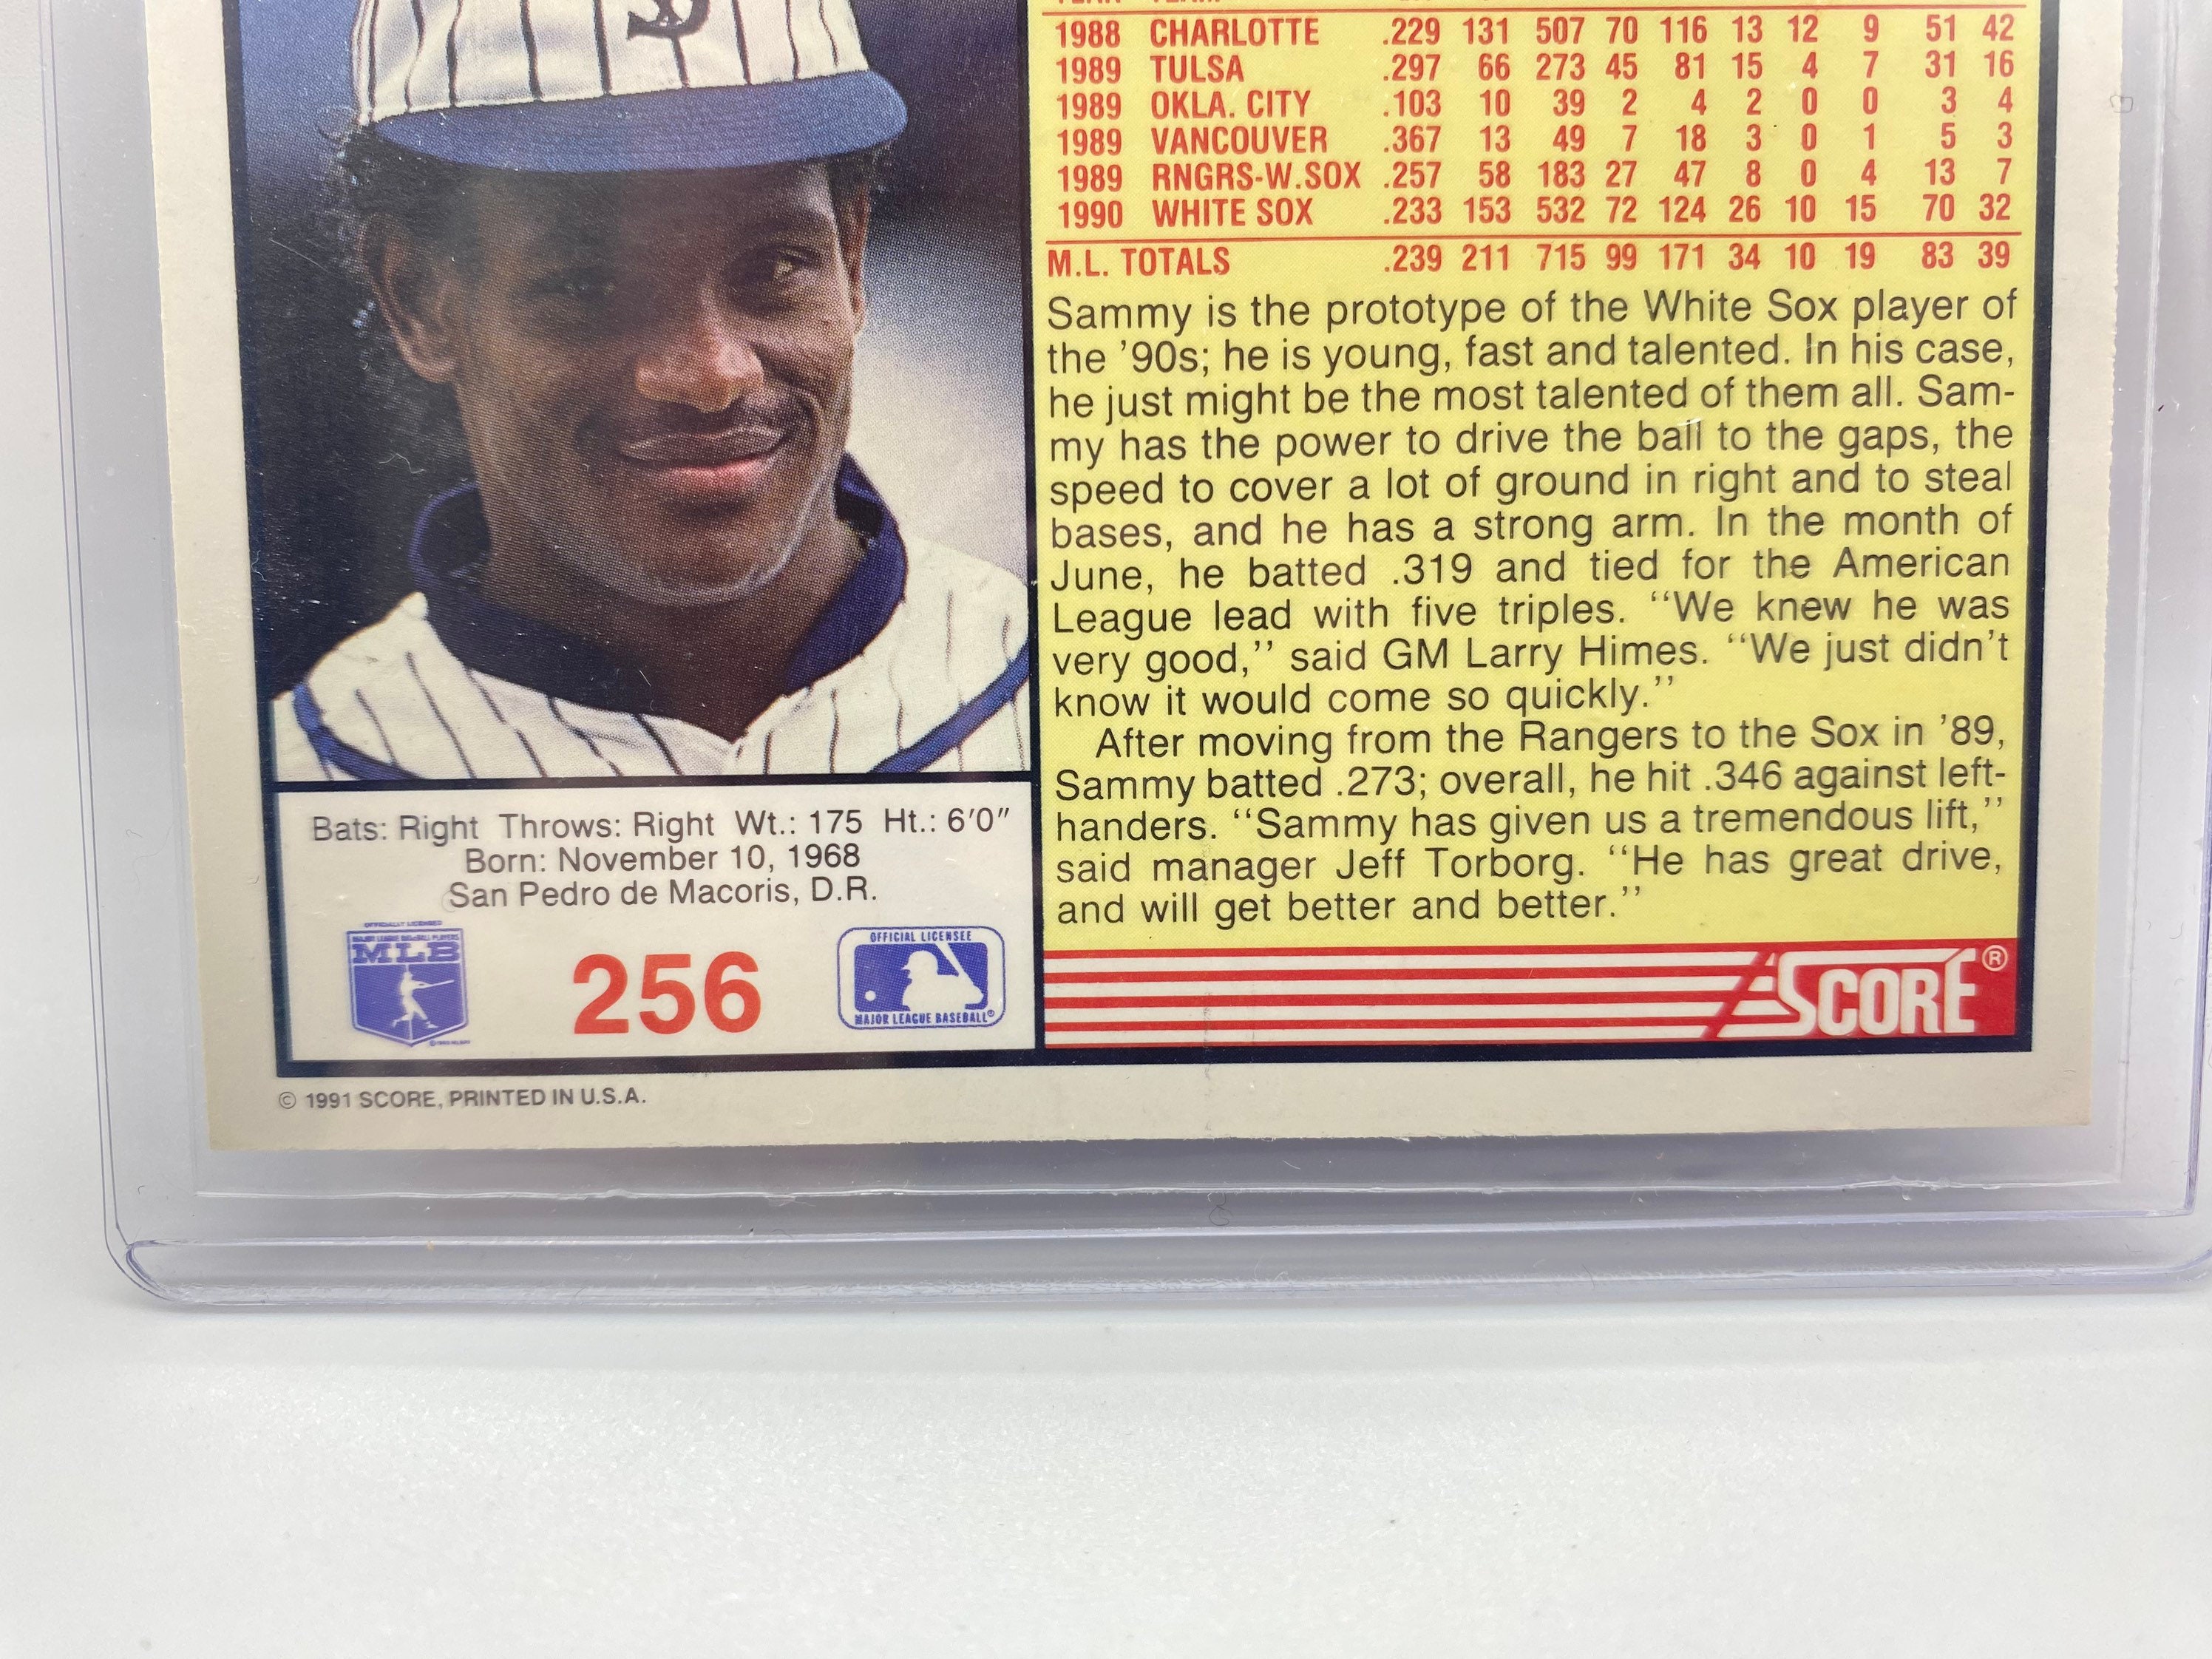 1988 CHARLOTTE .229 131 507 70 116 13 12 9 51 42
1989 TULSA .297 66 273 45 81 15 4 7 31 16
1989 OKLA. CITY .103 10 39 2 4 2 0 0 3 4
1989 VANCOUVER .367 13 49 7 18 3 0 1 5 3
1989 RNGRS-W.SOX .257 58 183 27 47 8 0 4 13 7
1990 WHITE SOX .233 153 532 72 124 26 10 15 70 32
M.L. TOTALS .239 211 715 99 171 34 10 19 83 39
Sammy is the prototype of the White Sox player of
the '90s; he is young, fast and talented. In his case,
he just might be the most talented of them all. Sam-
my has the power to drive the ball to the gaps, the
speed to cover a lot of ground in right and to steal
bases, and he has a strong arm. In the month of
June, he batted .319 and tied for the American
League lead with five triples. ‘‘We knew he was
very good,’’ said GM Larry Himes. ‘‘We just didn't
know it would come so quickly.’’
After moving from the Rangers to the Sox in '89,
Sammy batted .273; overall, he hit .346 against left-
handers. ‘‘Sammy has given us a tremendous lift,’’
said manager Jeff Torborg. ‘‘He has great drive,
and will get better and better.’’
SCORE®
Bats: Right Throws: Right Wt.: 175 Ht.: 6'0"
Born: November 10, 1968
San Pedro de Macoris, D.R.
OFFICIALLY LICENSED
MAJOR LEAGUE BASEBALL PLAYERS
MLB
256
OFFICIAL LICENSEE
MAJOR LEAGUE BASEBALL®
© 1991 SCORE, PRINTED IN U.S.A.